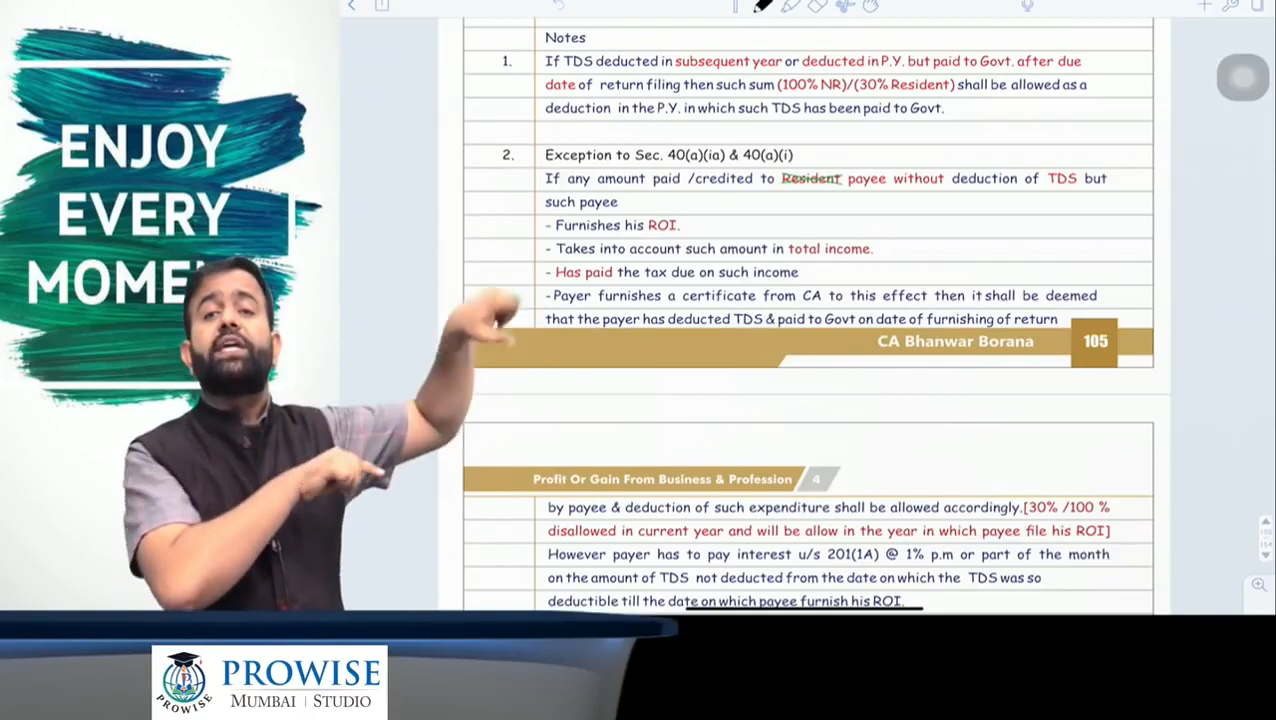 ENJOY
EVERY
Notes
1. If TDS deducted in subsequent year or deducted in P.Y. but paid to Govt. after due
date of return filing then such sum (100% NR)/(30% Resident) shall be allowed as a
deduction in the P.Y. in which such TDS has been paid to Govt.
2. Exception to Sec. 40(a)(ia) & 40(a)(i)
If any amount paid /credited to Resident payee without deduction of TDS but
such payee
- Furnishes his ROI.
- Takes into account such amount in total income.
- Has paid the tax due on such income
- Payer furnishes a certificate from CA to this effect then it shall be deemed
that the payer has deducted TDS & paid to Govt on date of furnishing of return
CA Bhanwar Borana 105
Profit Or Gain From Business & Profession 4
by payee & deduction of such expenditure shall be allowed accordingly.[30% /100 %
disallowed in current year and will be allow in the year in which payee file his ROI]
However payer has to pay interest u/s 201(1A) @ 1% p.m or part of the month
on the amount of TDS not deducted from the date on which the TDS was so
deductible till the date on which payee furnish his ROI.
PROWISE
MUMBAI | STUDIO
PROWISE